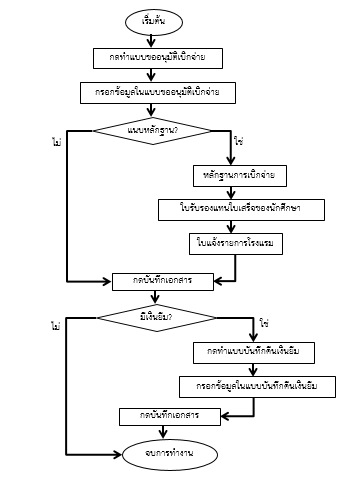 เริ่มต้น
กดทำแบบขออนุมัติเบิกจ่าย
กรอกข้อมูลในแบบขออนุมัติเบิกจ่าย
แนบหลักฐาน?
ไม่
ใช่
หลักฐานการเบิกจ่าย
ใบรับรองแทนใบเสร็จของนักศึกษา
ใบแจ้งรายการโรงแรม
กดบันทึกเอกสาร
มีเงินยืม?
ไม่
ใช่
กดทำแบบบันทึกคืนเงินยืม
กรอกข้อมูลในแบบบันทึกคืนเงินยืม
กดบันทึกเอกสาร
จบการทำงาน